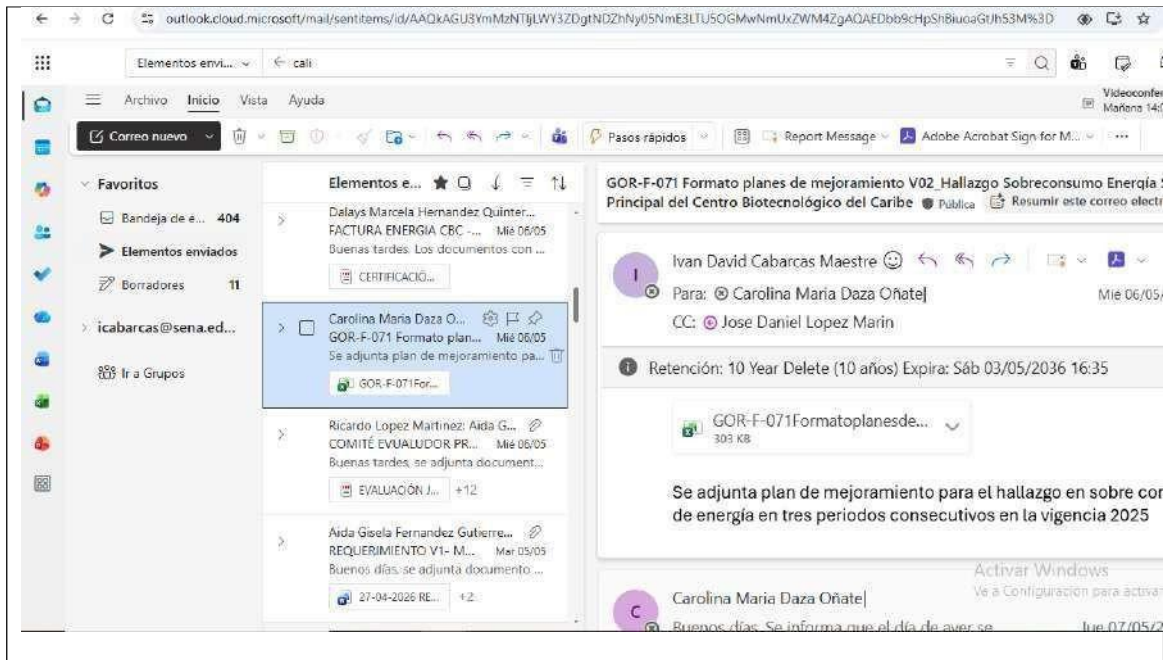 outlook.cloud.microsoft/mail/sentitems/id/
Elementos envi...
cali
Archivo Inicio Vista Ayuda
Videoconfer
Mañana 14:0
Correo nuevo
Pasos rápidos
Report Message
Adobe Acrobat Sign for M...
Favoritos
Bandeja de e... 404
Elementos enviados
Borradores 11
icabarcas@sena.ed...
Ir a Grupos
Elementos e...
Dalays Marcela Hernandez Quinter...
FACTURA ENERGIA CBC -... Mié 06/05
Buenas tardes. Los documentos con ...
CERTIFICACIÓ...
Carolina Maria Daza O...
GOR-F-071 Formato plan... Mié 06/05
Se adjunta plan de mejoramiento pa...
GOR-F-071For...
Ricardo Lopez Martinez; Aida G...
COMITÉ EVUALUDOR PR... Mié 06/05
Buenas tardes, se adjunta document...
EVALUACIÓN J... +12
Aida Gisela Fernandez Gutierre...
REQUERIMIENTO V1- M... Mar 05/05
Buenos días, se adjunta documento ...
27-04-2026 RE... +2
GOR-F-071 Formato planes de mejoramiento V02_Hallazgo Sobreconsumo Energía
Principal del Centro Biotecnológico del Caribe Pública Resumir este correo electr
I
Ivan David Cabarcas Maestre
Para: Carolina Maria Daza Oñate
Mié 06/05/
CC: Jose Daniel Lopez Marin
Retención: 10 Year Delete (10 años) Expira: Sáb 03/05/2036 16:35
GOR-F-071Formatoplanesde...
303 KB
Se adjunta plan de mejoramiento para el hallazgo en sobre cor
de energía en tres periodos consecutivos en la vigencia 2025
Activar Windows
Ve a Configuración para activar
C
Carolina Maria Daza Oñate
Buenos días. Se informa que el día de ayer se
Jue 07/05/2